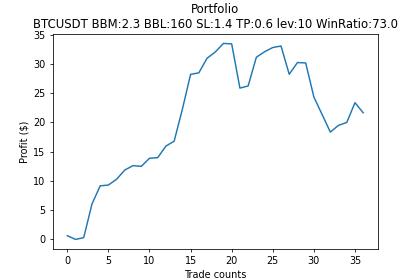 Portfolio
BTCUSDT BBM:2.3 BBL:160 SL:1.4 TP:0.6 lev:10 WinRatio:73.0
35
30
25
20
15
10
5
0
Profit ($)
0 5 10 15 20 25 30 35
Trade counts